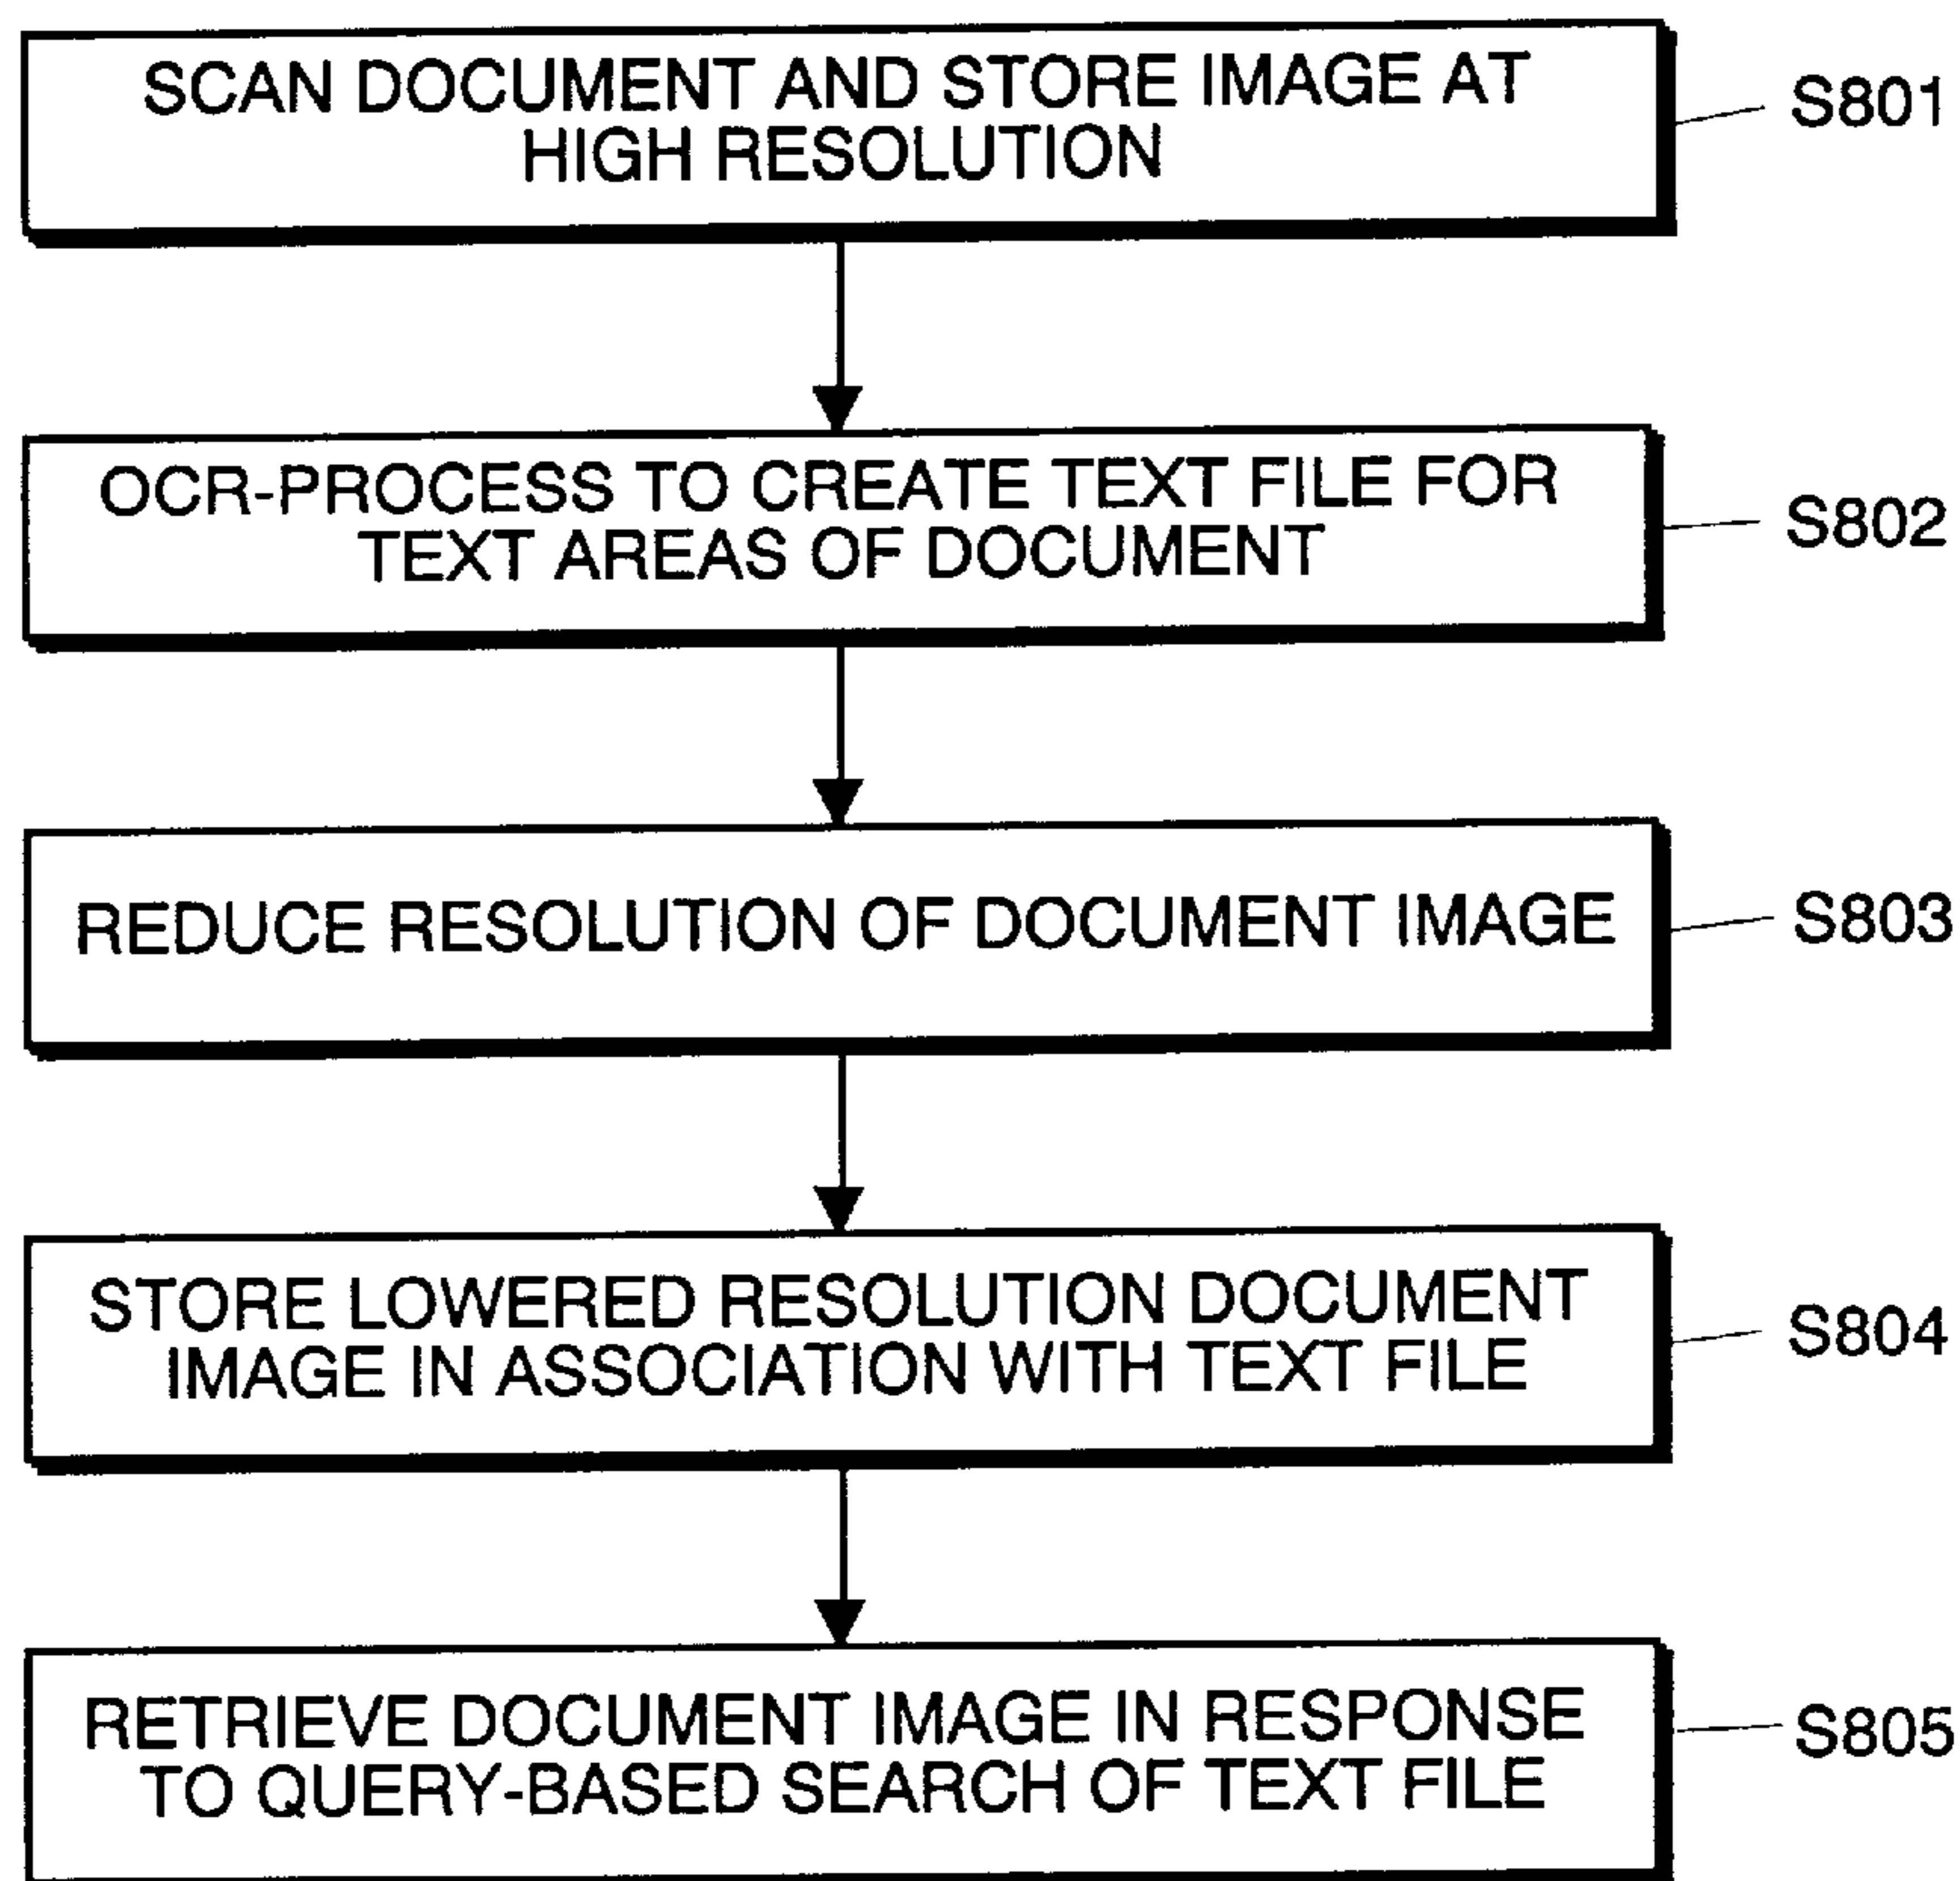 SCAN DOCUMENT AND STORE IMAGE AT
HIGH RESOLUTION
S801
OCR-PROCESS TO CREATE TEXT FILE FOR
TEXT AREAS OF DOCUMENT
S802
REDUCE RESOLUTION OF DOCUMENT IMAGE
S803
STORE LOWERED RESOLUTION DOCUMENT
IMAGE IN ASSOCIATION WITH TEXT FILE
S804
RETRIEVE DOCUMENT IMAGE IN RESPONSE
TO QUERY-BASED SEARCH OF TEXT FILE
S805